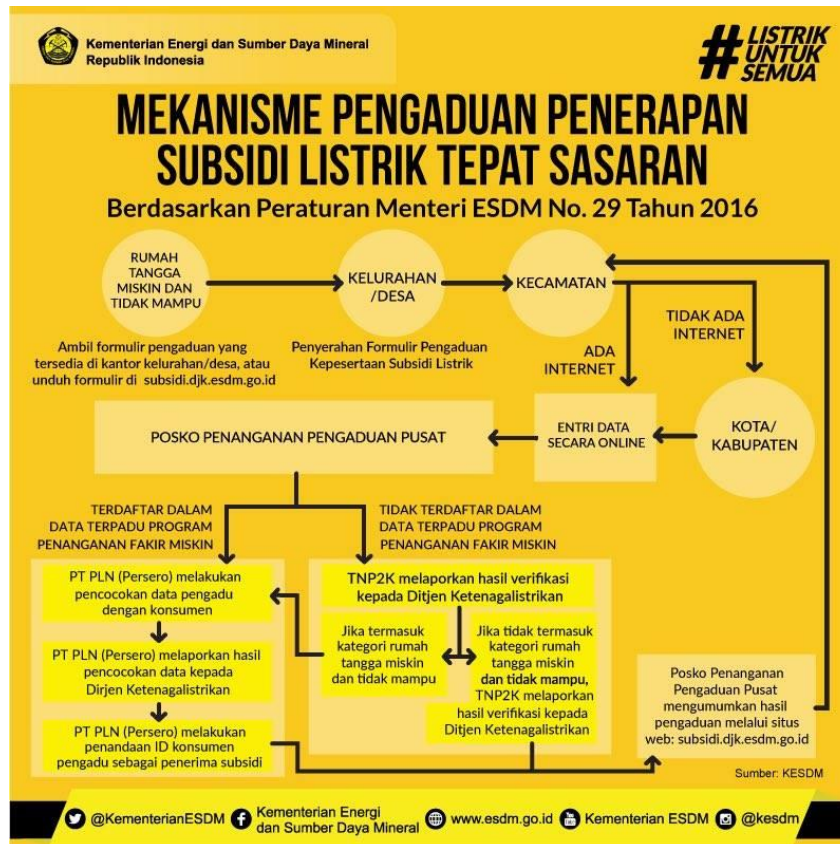 Kementerian Energi dan Sumber Daya Mineral
Republik Indonesia
#LISTRIK
UNTUK
SEMUA
MEKANISME PENGADUAN PENERAPAN
SUBSIDI LISTRIK TEPAT SASARAN
Berdasarkan Peraturan Menteri ESDM No. 29 Tahun 2016
RUMAH
TANGGA
MISKIN DAN
TIDAK MAMPU
KELURAHAN
/DESA
KECAMATAN
Ambil formulir pengaduan yang
tersedia di kantor kelurahan/desa, atau
unduh formulir di subsidi.djk.esdm.go.id
Penyerahan Formulir Pengaduan
Kepesertaan Subsidi Listrik
ADA
INTERNET
TIDAK ADA
INTERNET
POSKO PENANGANAN PENGADUAN PUSAT
ENTRI DATA
SECARA ONLINE
KOTA/
KABUPATEN
TERDAFTAR DALAM
DATA TERPADU PROGRAM
PENANGANAN FAKIR MISKIN
TIDAK TERDAFTAR DALAM
DATA TERPADU PROGRAM
PENANGANAN FAKIR MISKIN
PT PLN (Persero) melakukan
pencocokan data pengadu
dengan konsumen
PT PLN (Persero) melaporkan hasil
pencocokan data kepada
Dirjen Ketenagalistrikan
PT PLN (Persero) melakukan
penandaan ID konsumen
pengadu sebagai penerima subsidi
TNP2K melaporkan hasil verifikasi
kepada Ditjen Ketenagalistrikan
Jika termasuk
kategori rumah
tangga miskin
dan tidak mampu
Jika tidak termasuk
kategori rumah
tangga miskin
dan tidak mampu,
TNP2K melaporkan
hasil verifikasi kepada
Ditjen Ketenagalistrikan
Posko Penanganan
Pengaduan Pusat
mengumumkan hasil
pengaduan melalui situs
web: subsidi.djk.esdm.go.id
Sumber: KESDM
@KementerianESDM
Kementerian Energi
dan Sumber Daya Mineral
www.esdm.go.id
Kementerian ESDM
@kesdm